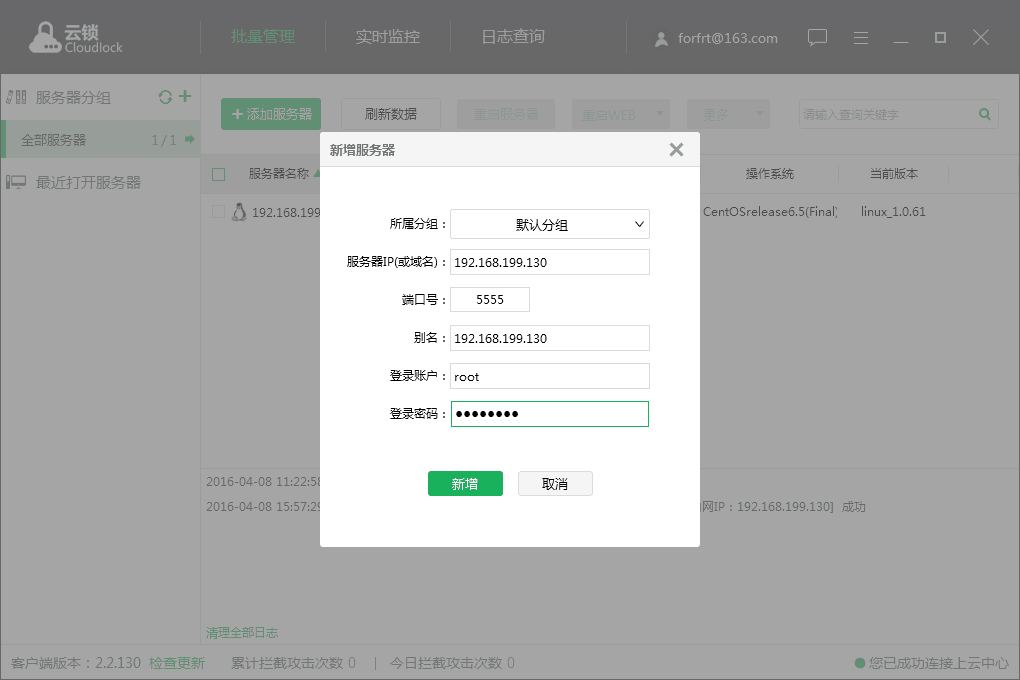 云锁
Cloudlock
批量管理
实时监控
日志查询
forfrt@163.com
服务器分组
+ 添加服务器
刷新数据
重启服务器
重启WEB
更多
请输入查询关键字
全部服务器 1/1
最近打开服务器
服务器名称
操作系统
当前版本
192.168.199
CentOSrelease6.5(Final)
linux_1.0.61
新增服务器
所属分组：
默认分组
服务器IP(或域名)：
192.168.199.130
端口号：
5555
别名：
192.168.199.130
登录账户：
root
登录密码：
●●●●●●●●
新增
取消
2016-04-08 11:22:58
2016-04-08 15:57:29
网IP：192.168.199.130] 成功
清理全部日志
客户端版本：2.2.130 检查更新 累计拦截攻击次数 0 | 今日拦截攻击次数 0
您已成功连接上云中心